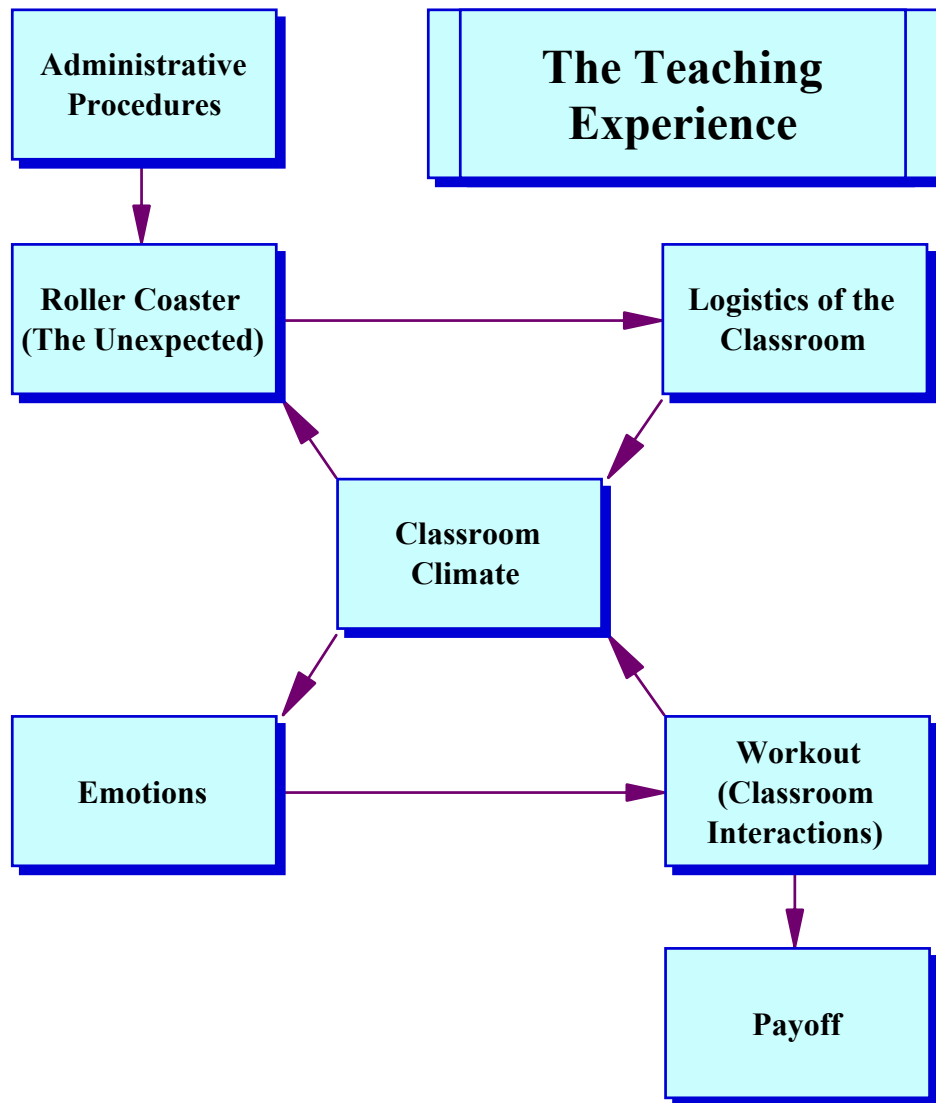 Administrative
Procedures
The Teaching
Experience
Roller Coaster
(The Unexpected)
Logistics of the
Classroom
Classroom
Climate
Emotions
Workout
(Classroom
Interactions)
Payoff